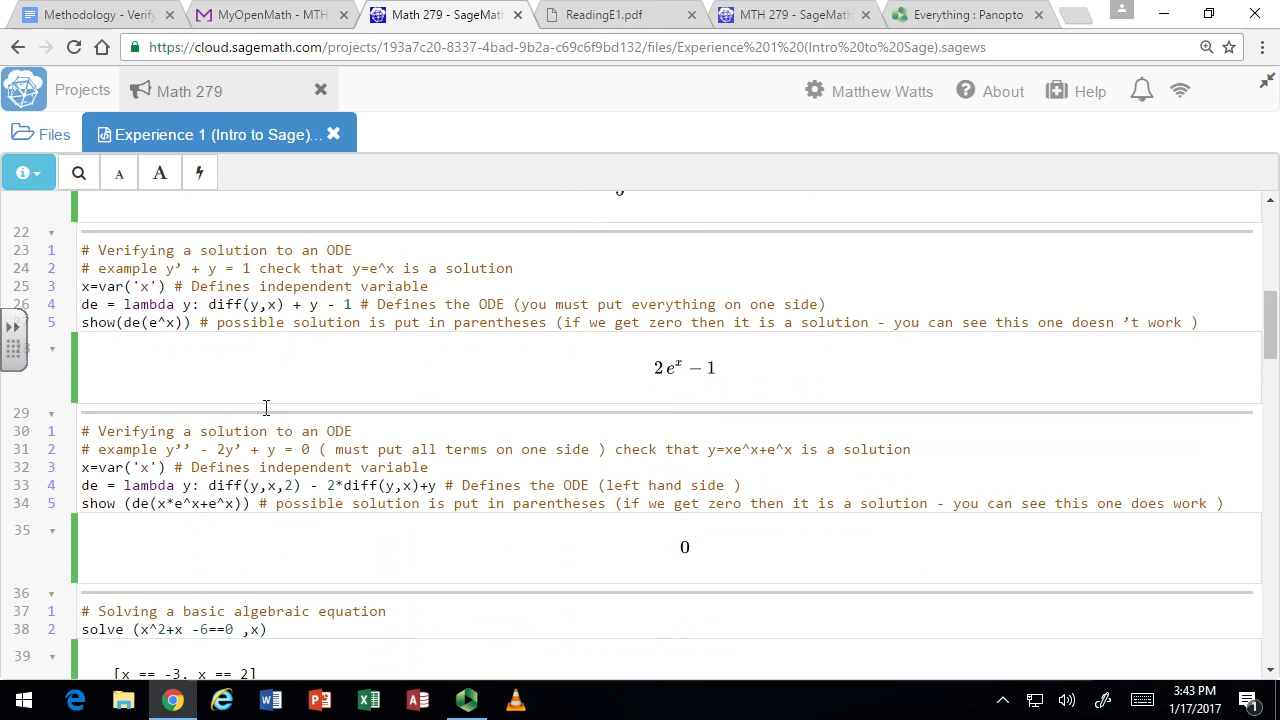 Methodology - Verify
MyOpenMath - MTH
Math 279 - SageMat
ReadingE1.pdf
MTH 279 - SageMath
Everything : Panopto
https://cloud.sagemath.com/projects/193a7c20-8337-4bad-9b2a-c69c6f9bd132/files/Experience%201%20(Intro%20to%20Sage).sagews
Projects
Math 279
Matthew Watts
About
Help
Files
Experience 1 (Intro to Sage)...
A
A
22
23 1 # Verifying a solution to an ODE
24 2 # example y’ + y = 1 check that y=e^x is a solution
25 3 x=var('x') # Defines independent variable
26 4 de = lambda y: diff(y,x) + y - 1 # Defines the ODE (you must put everything on one side)
5 show(de(e^x)) # possible solution is put in parentheses (if we get zero then it is a solution - you can see this one doesn ’t work )
2 e^x − 1
29
30 1 # Verifying a solution to an ODE
31 2 # example y’’ - 2y’ + y = 0 ( must put all terms on one side ) check that y=xe^x+e^x is a solution
32 3 x=var('x') # Defines independent variable
33 4 de = lambda y: diff(y,x,2) - 2*diff(y,x)+y # Defines the ODE (left hand side )
34 5 show (de(x*e^x+e^x)) # possible solution is put in parentheses (if we get zero then it is a solution - you can see this one does work )
35
0
36
37 1 # Solving a basic algebraic equation
38 2 solve (x^2+x -6==0 ,x)
39
[x == -3, x == 2]
3:43 PM
1/17/2017
1